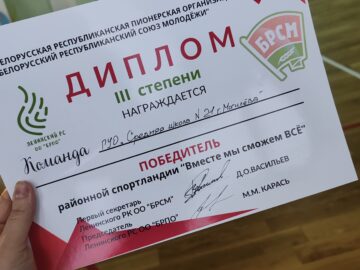 БЕЛОРУССКАЯ РЕСПУБЛИКАНСКАЯ ПИОНЕРСКАЯ ОРГАНИЗАЦИЯ
"БЕЛОРУССКИЙ РЕСПУБЛИКАНСКИЙ СОЮЗ МОЛОДЁЖИ"
ДИПЛОМ
БРСМ
III СТЕПЕНИ
НАГРАЖДАЕТСЯ
ЛЕНИНСКИЙ РС
ОО "БРПО"
Команда ГУО „Средняя школа N 21 г. Могилева"
ПОБЕДИТЕЛЬ
районной спортландии "Вместе мы сможем ВСЁ"
Первый секретарь
Ленинского РК ОО "БРСМ"
Д.О.ВАСИЛЬЕВ
Председатель
Ленинского РС ОО "БРПО"
М.М. КАРАСЬ